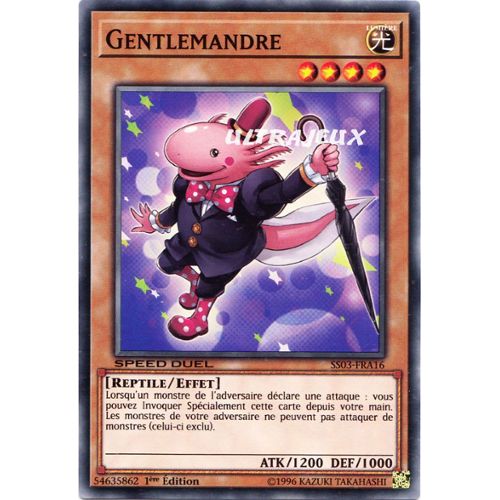 GENTLEMANDRE
LUMIÈRE
光
ULTRAJEUX
SPEED DUEL
SS03-FRA16
[REPTILE/EFFET]
Lorsqu'un monstre de l'adversaire déclare une attaque : vous
pouvez Invoquer Spécialement cette carte depuis votre main.
Les monstres de votre adversaire ne peuvent pas attaquer de
monstres (celui-ci exclu).
ATK/1200 DEF/1000
54635862 1ère Édition ©1996 KAZUKI TAKAHASHI